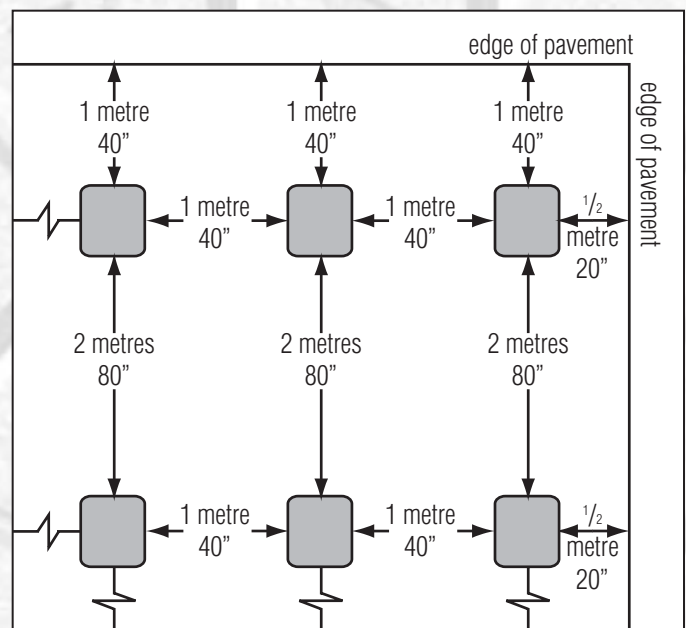 edge of pavement
edge of pavement
1 metre
40”
1 metre
40”
1 metre
40”
1 metre
40”
1 metre
40”
1/2
metre
20”
2 metres
80”
2 metres
80”
2 metres
80”
1 metre
40”
1 metre
40”
1/2
metre
20”